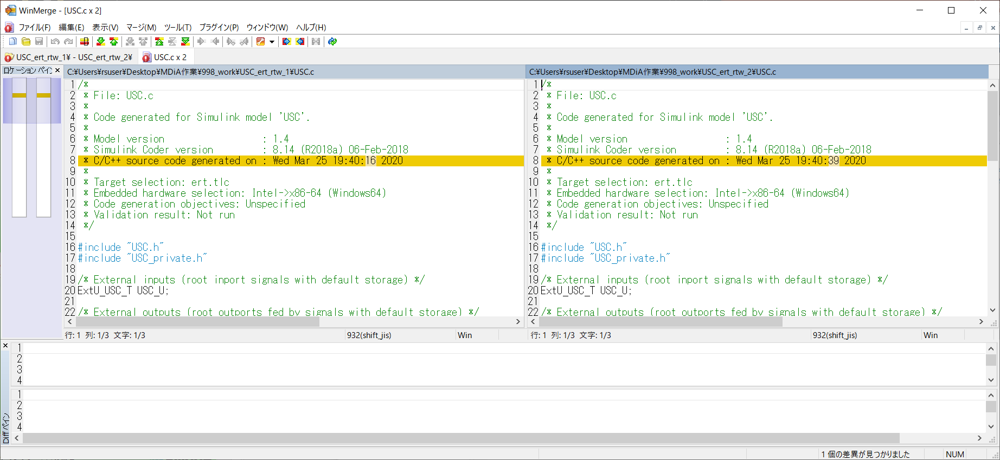 WinMerge - [USC.c x 2]
ファイル(F) 編集(E) 表示(V) マージ(M) ツール(T) プラグイン(P) ウィンドウ(W) ヘルプ(H)
USC_ert_rtw_1¥ - USC_ert_rtw_2¥
USC.c x 2
ロケーション ペイン
C:¥Users¥rsuser¥Desktop¥MDiA作業¥998_work¥USC_ert_rtw_1¥USC.c
1 /*
2  * File: USC.c
3  *
4  * Code generated for Simulink model 'USC'.
5  *
6  * Model version                  : 1.4
7  * Simulink Coder version         : 8.14 (R2018a) 06-Feb-2018
8  * C/C++ source code generated on : Wed Mar 25 19:40:16 2020
9  *
10  * Target selection: ert.tlc
11  * Embedded hardware selection: Intel->x86-64 (Windows64)
12  * Code generation objectives: Unspecified
13  * Validation result: Not run
14  */
15
16 #include "USC.h"
17 #include "USC_private.h"
18
19 /* External inputs (root inport signals with default storage) */
20 ExtU_USC_T USC_U;
21
22 /* External outputs (root outports fed by signals with default storage) */
行: 1 列: 1/3 文字: 1/3
932(shift_jis)
Win
C:¥Users¥rsuser¥Desktop¥MDiA作業¥998_work¥USC_ert_rtw_2¥USC.c
1 /*
2  * File: USC.c
3  *
4  * Code generated for Simulink model 'USC'.
5  *
6  * Model version                  : 1.4
7  * Simulink Coder version         : 8.14 (R2018a) 06-Feb-2018
8  * C/C++ source code generated on : Wed Mar 25 19:40:39 2020
9  *
10  * Target selection: ert.tlc
11  * Embedded hardware selection: Intel->x86-64 (Windows64)
12  * Code generation objectives: Unspecified
13  * Validation result: Not run
14  */
15
16 #include "USC.h"
17 #include "USC_private.h"
18
19 /* External inputs (root inport signals with default storage) */
20 ExtU_USC_T USC_U;
21
22 /* External outputs (root outports fed by signals with default storage) */
行: 1 列: 1/3 文字: 1/3
932(shift_jis)
Win
Diff ペイン
1
2
3
4
1
2
3
4
1 個の差異が見つかりました
NUM